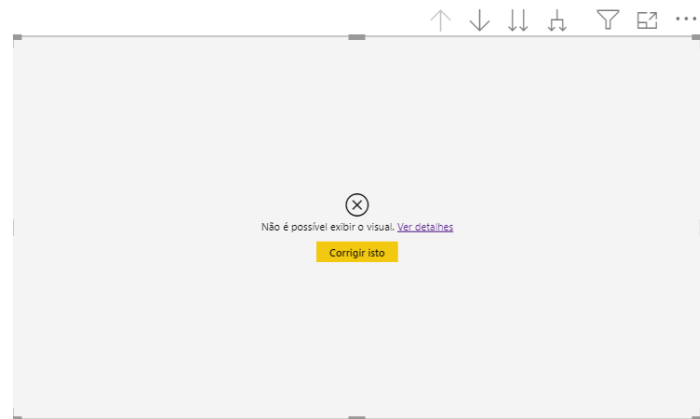 Não é possível exibir o visual. Ver detalhes
Corrigir isto